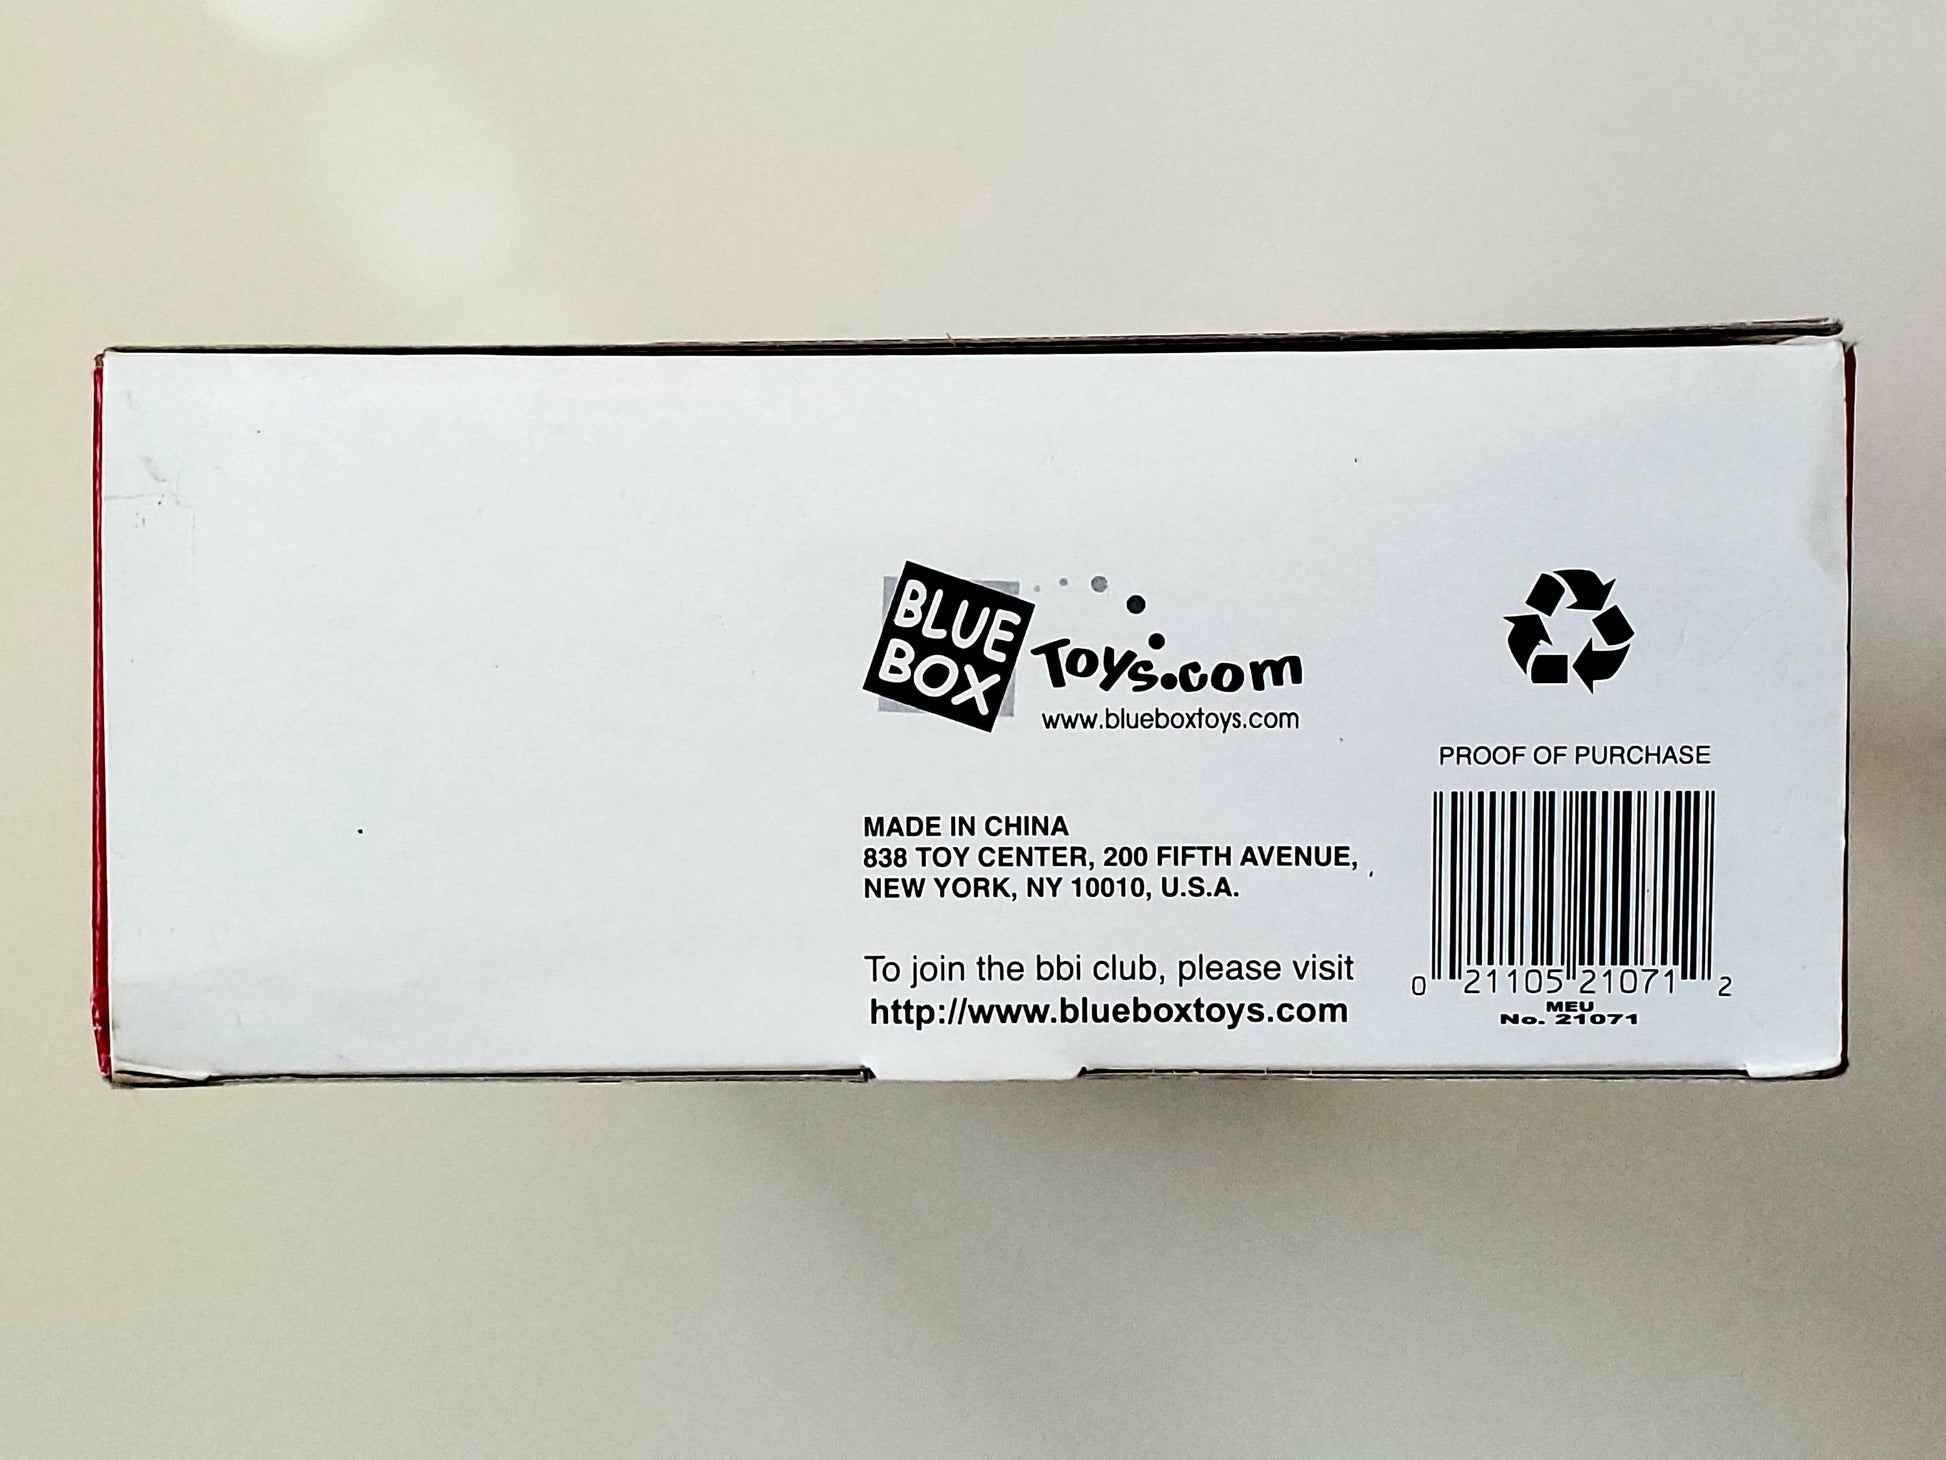 BLUE
BOX
Toys.com
www.blueboxtoys.com
MADE IN CHINA
838 TOY CENTER, 200 FIFTH AVENUE,
NEW YORK, NY 10010, U.S.A.
To join the bbi club, please visit
http://www.blueboxtoys.com
PROOF OF PURCHASE
0 21105 21071 2
MEU
No. 21071